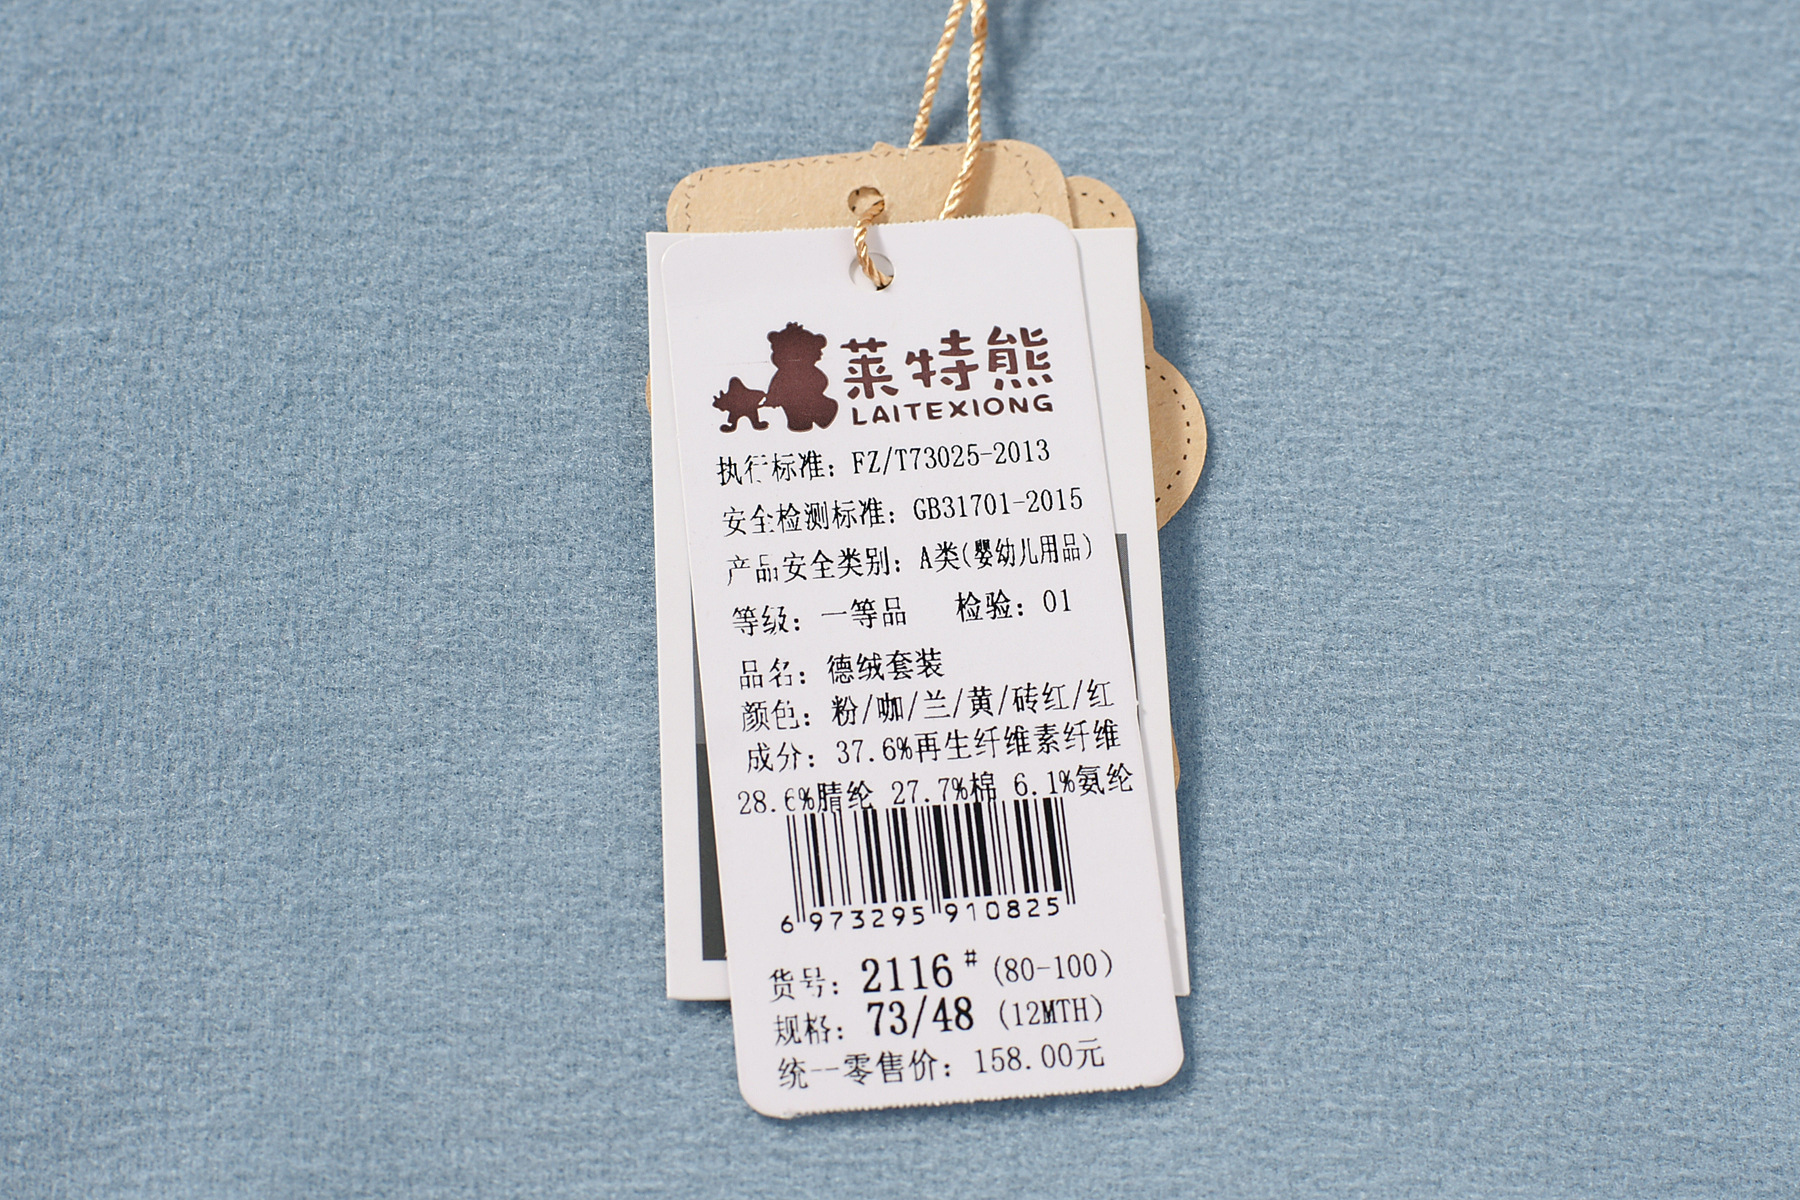 莱特熊
LAITEXIONG
执行标准：FZ/T73025-2013
安全检测标准：GB31701-2015
产品安全类别：A类(婴幼儿用品)
等级：一等品 检验：01
品名：德绒套装
颜色：粉/咖/兰/黄/砖红/红
成分：37.6%再生纤维素纤维
28.6%腈纶 27.7%棉 6.1%氨纶
6 973295 910825
货号：2116# (80-100)
规格：73/48 (12MTH)
统一零售价：158.00元